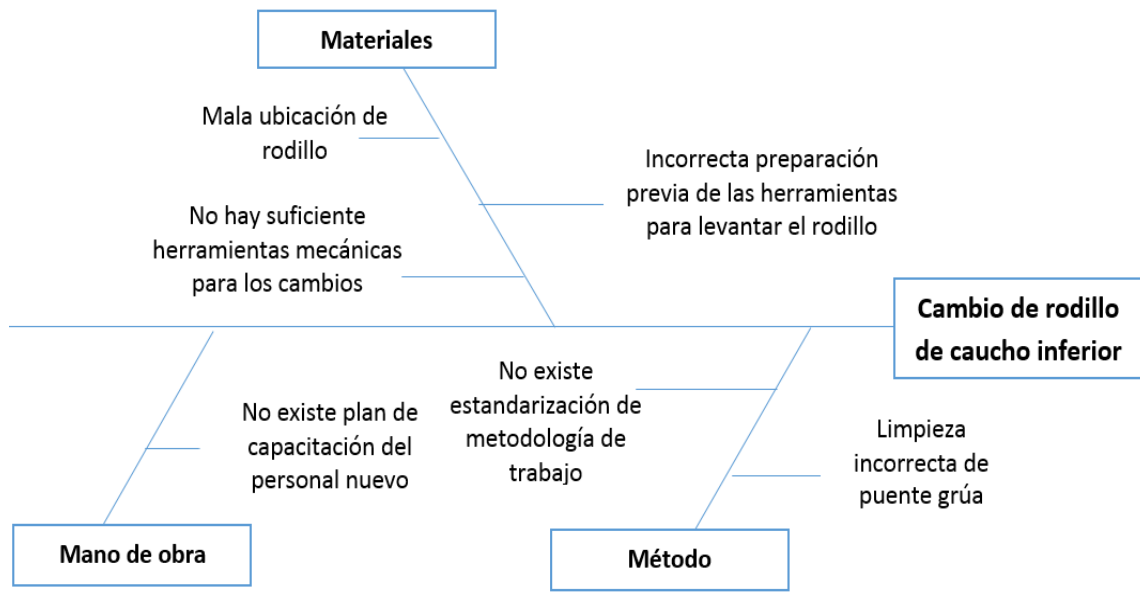 Materiales
Mala ubicación de
rodillo
Incorrecta preparación
previa de las herramientas
para levantar el rodillo
No hay suficiente
herramientas mecánicas
para los cambios
Cambio de rodillo
de caucho inferior
No existe plan de
capacitación del
personal nuevo
No existe
estandarización de
metodología de
trabajo
Limpieza
incorrecta de
puente grúa
Mano de obra
Método